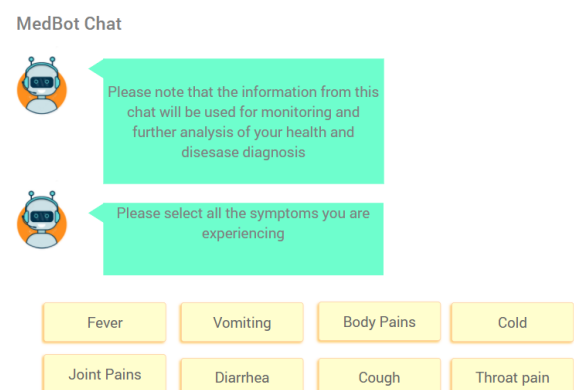 MedBot Chat
Please note that the information from this
chat will be used for monitoring and
further analysis of your health and
disesase diagnosis
Please select all the symptoms you are
experiencing
Fever
Vomiting
Body Pains
Cold
Joint Pains
Diarrhea
Cough
Throat pain